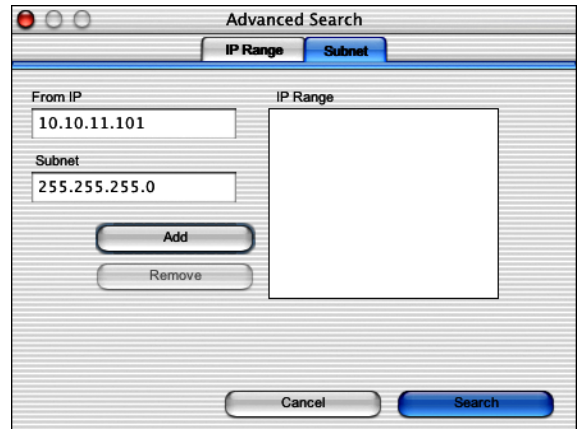 Advanced Search
IP Range
Subnet
From IP
IP Range
10.10.11.101
Subnet
255.255.255.0
Add
Remove
Cancel
Search